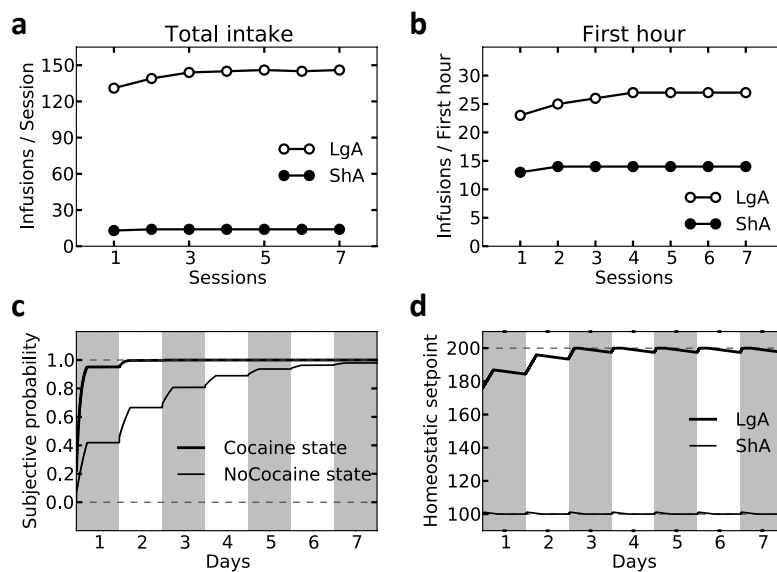 a
Total intake
150
120
90
60
30
0
Infusions / Session
LgA
ShA
1 3 5 7
Sessions
b
First hour
25
20
15
10
5
0
Infusions / First hour
LgA
ShA
1 2 3 4 5 6 7
Sessions
c
1.0
0.8
0.6
0.4
0.2
0.0
Subjective probability
Cocaine state
NoCocaine state
1 2 3 4 5 6 7
Days
d
200
180
160
140
120
100
Homeostatic setpoint
LgA
ShA
1 2 3 4 5 6 7
Days